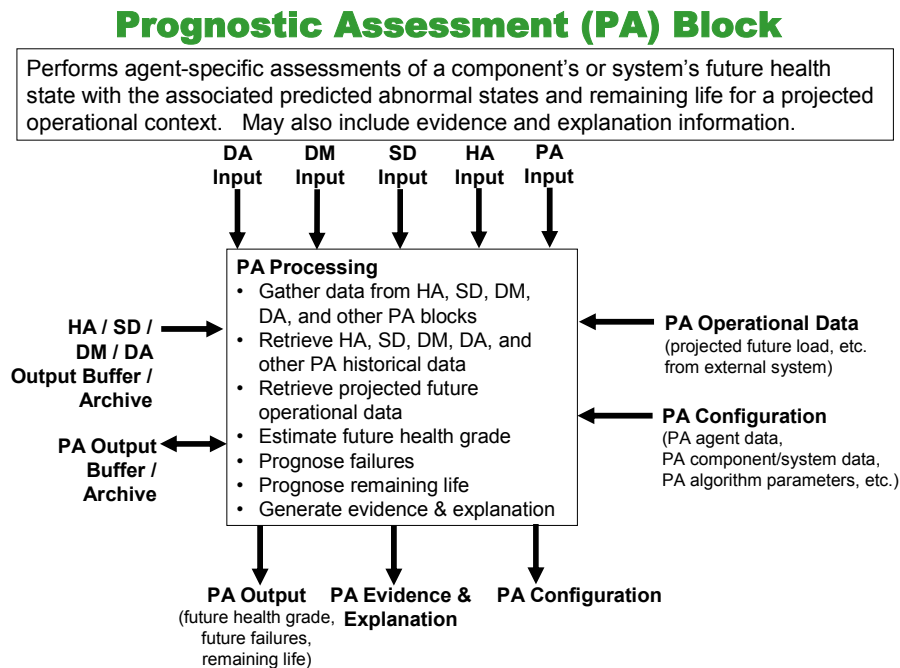 Prognostic Assessment (PA) Block
Performs agent-specific assessments of a component's or system's future health
state with the associated predicted abnormal states and remaining life for a projected
operational context.   May also include evidence and explanation information.
DA
Input
DM
Input
SD
Input
HA
Input
PA
Input
PA Processing
• Gather data from HA, SD, DM,
DA, and other PA blocks
• Retrieve HA, SD, DM, DA, and
other PA historical data
• Retrieve projected future
operational data
• Estimate future health grade
• Prognose failures
• Prognose remaining life
• Generate evidence & explanation
HA / SD /
DM / DA
Output Buffer /
Archive
PA Output
Buffer /
Archive
PA Operational Data
(projected future load, etc.
from external system)
PA Configuration
(PA agent data,
PA component/system data,
PA algorithm parameters, etc.)
PA Output
(future health grade,
future failures,
remaining life)
PA Evidence &
Explanation
PA Configuration